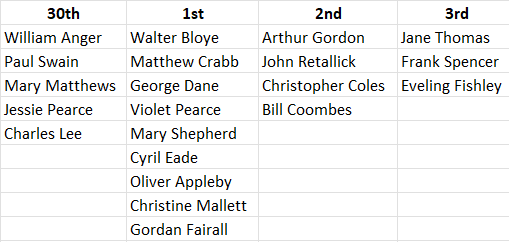 30th 1st 2nd 3rd
William Anger Walter Bloye Arthur Gordon Jane Thomas
Paul Swain Matthew Crabb John Retallick Frank Spencer
Mary Matthews George Dane Christopher Coles Eveling Fishley
Jessie Pearce Violet Pearce Bill Coombes
Charles Lee Mary Shepherd
Cyril Eade
Oliver Appleby
Christine Mallett
Gordan Fairall